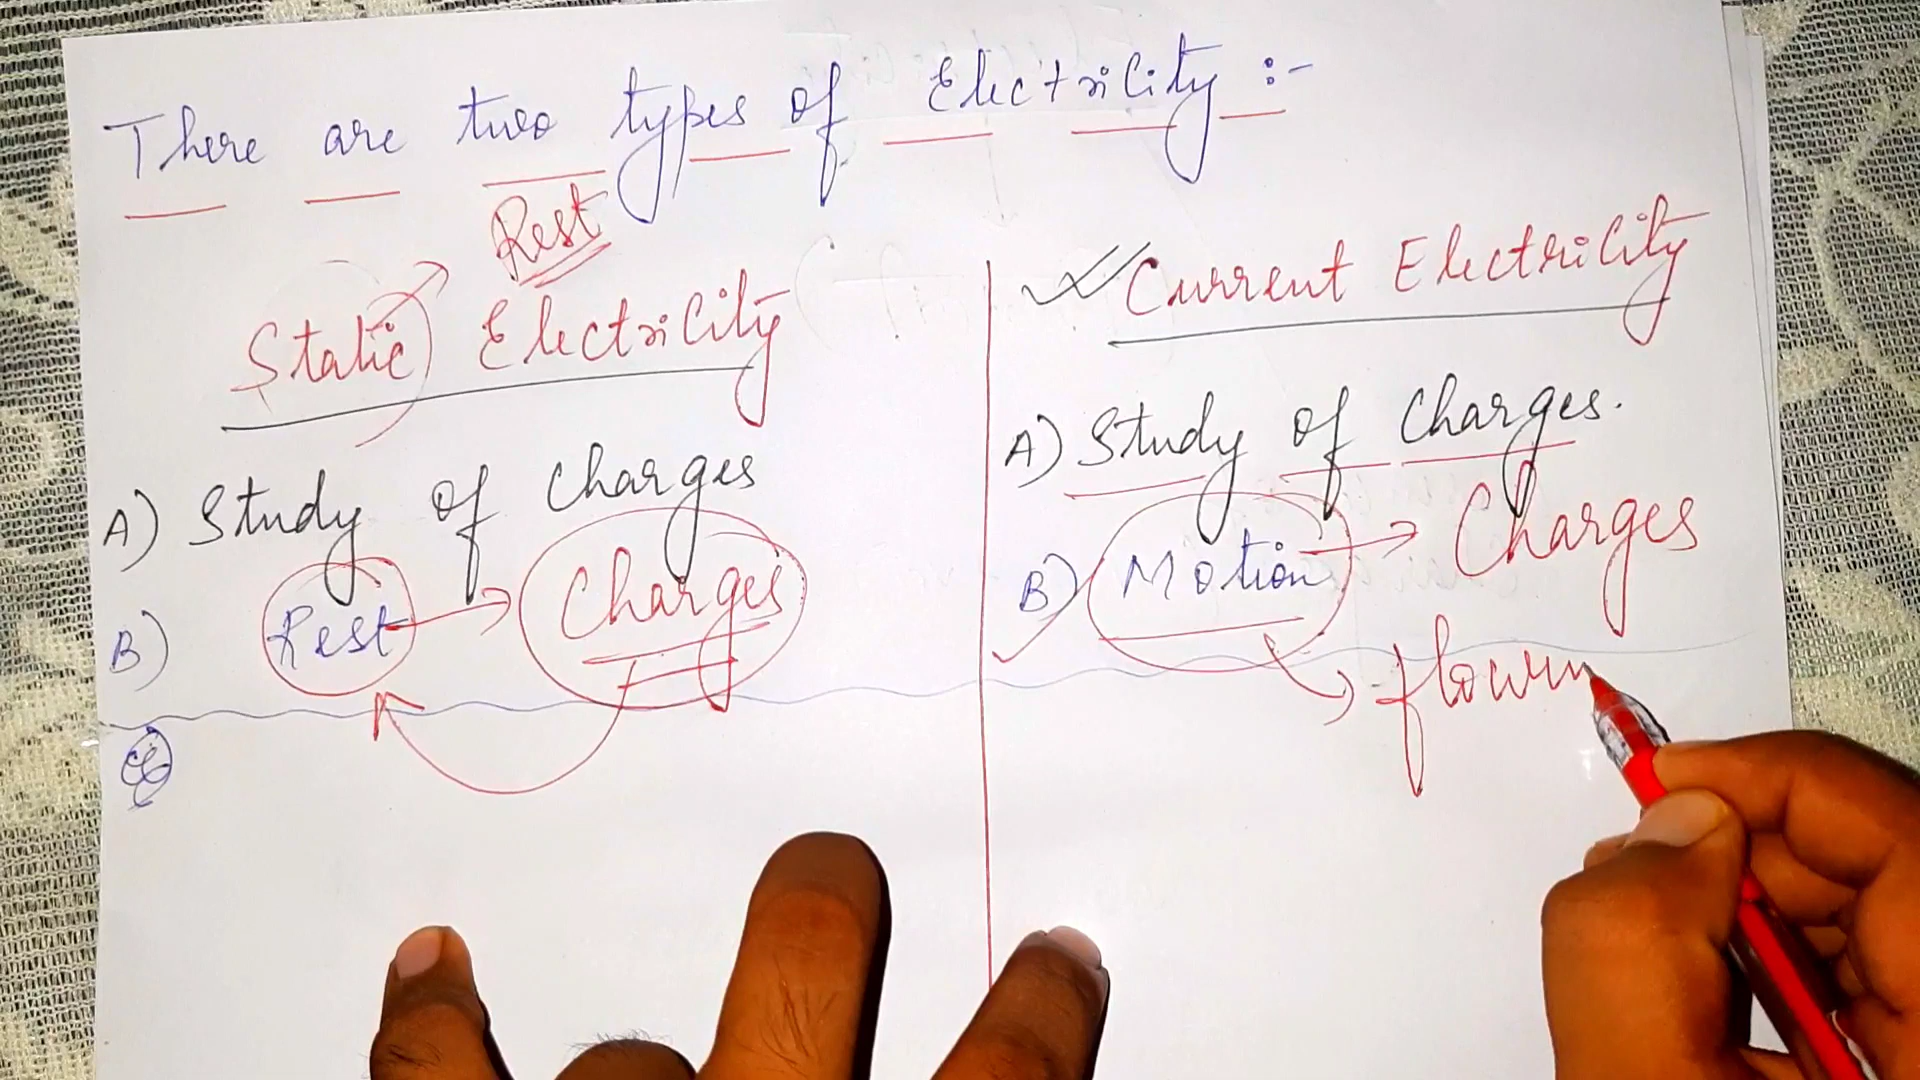 There are two types of Electricity :-
Rest
Static Electricity
A) Study of Charges
B) Rest → Charges
Current Electricity
A) Study of Charges.
B) Motion → Charges